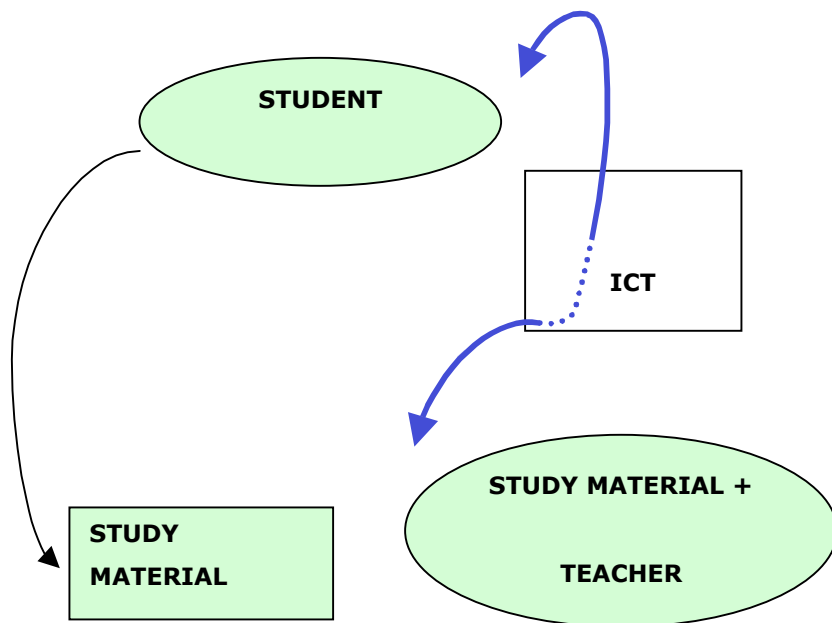 STUDENT
ICT
STUDY
MATERIAL
STUDY MATERIAL +
TEACHER